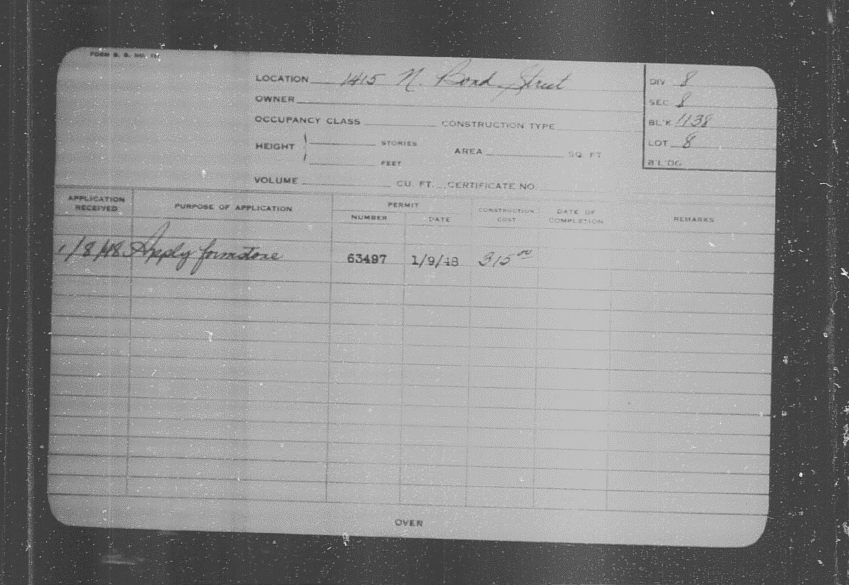 FORM B. B. NO.
LOCATION 1415 N. Bond Street
DIV 8
OWNER
SEC 8
OCCUPANCY CLASS CONSTRUCTION TYPE
BL'K 1138
HEIGHT STORIES AREA SQ. FT
LOT 8
FEET
B'L'DG
VOLUME CU. FT. CERTIFICATE NO.
APPLICATION RECEIVED PURPOSE OF APPLICATION PERMIT NUMBER DATE CONSTRUCTION COST DATE OF COMPLETION REMARKS
1/8/48 Apply formstone 63497 1/9/48 315.00
OVER